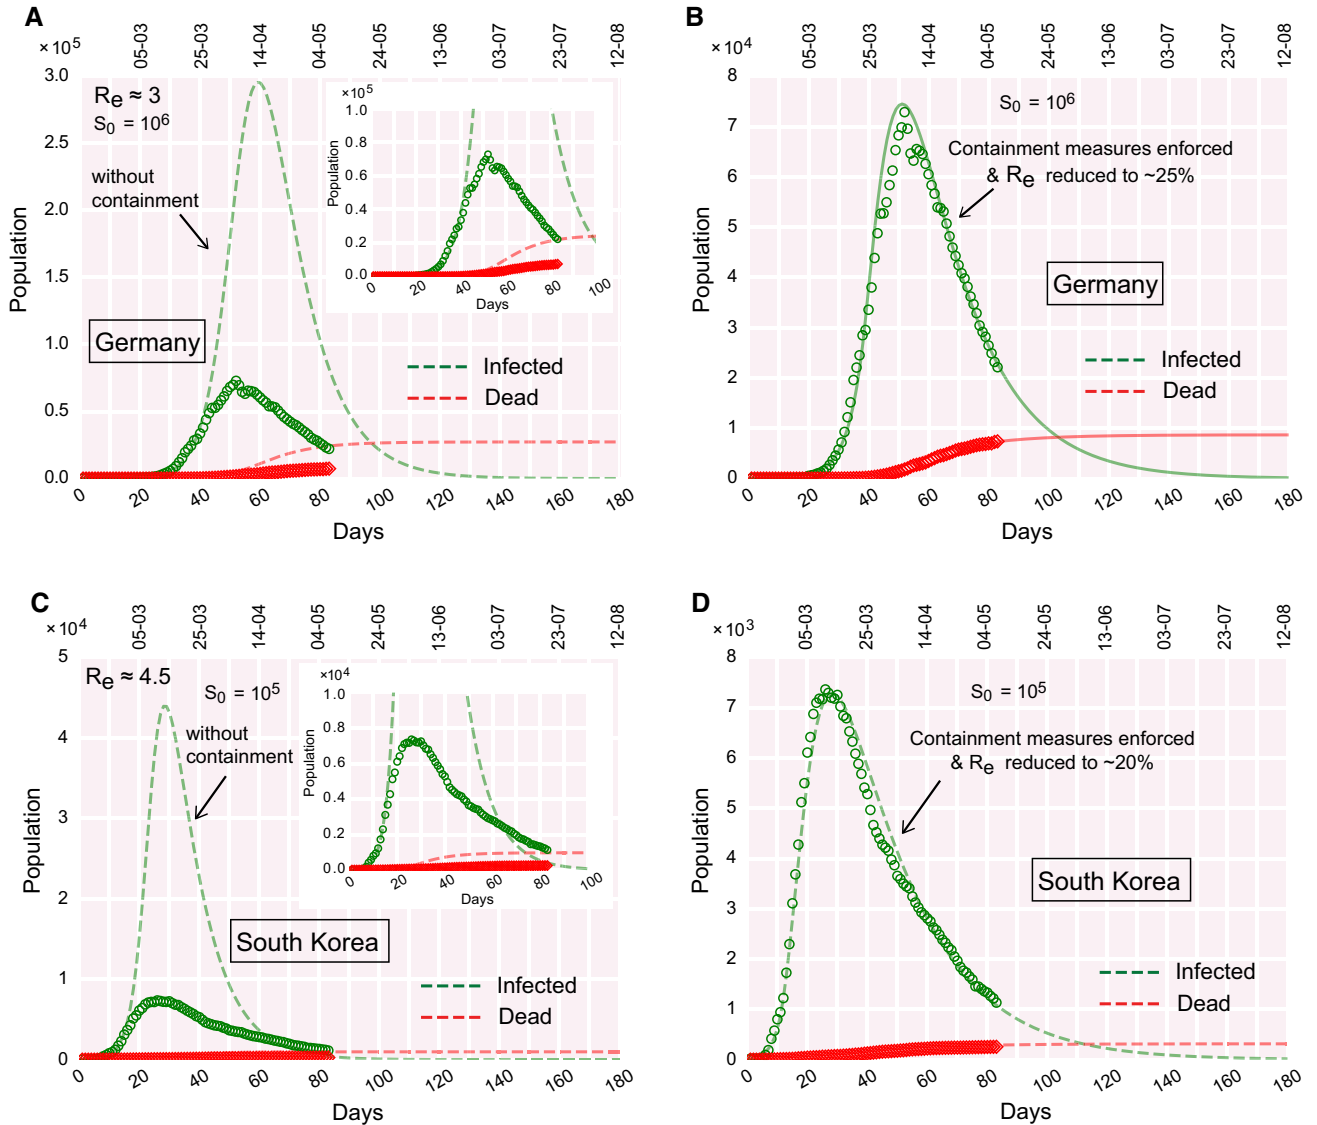 A
05-03 25-03 14-04 04-05 24-05 13-06 03-07 23-07 12-08
×10⁵
3.0
2.5
2.0
1.5
1.0
0.5
0.0
Population
Rₑ ≈ 3
S₀ = 10⁶
without
containment
Germany
×10⁵
1.0
0.8
0.6
0.4
0.2
0.0
Population
0 20 40 60 80 100
Days
Infected
Dead
0 20 40 60 80 100 120 140 160 180
Days
B
05-03 25-03 14-04 04-05 24-05 13-06 03-07 23-07 12-08
×10⁴
8
7
6
5
4
3
2
1
0
Population
S₀ = 10⁶
Containment measures enforced
& Rₑ reduced to ~25%
Germany
Infected
Dead
0 20 40 60 80 100 120 140 160 180
Days
C
05-03 25-03 14-04 04-05 24-05 13-06 03-07 23-07 12-08
×10⁴
5
4
3
2
1
0
Population
Rₑ ≈ 4.5
S₀ = 10⁵
without
containment
×10⁴
1.0
0.8
0.6
0.4
0.2
0.0
Population
0 20 40 60 80 100
Days
South Korea
Infected
Dead
0 20 40 60 80 100 120 140 160 180
Days
D
05-03 25-03 14-04 04-05 24-05 13-06 03-07 23-07 12-08
×10³
8
7
6
5
4
3
2
1
0
Population
S₀ = 10⁵
Containment measures enforced
& Rₑ reduced to ~20%
South Korea
Infected
Dead
0 20 40 60 80 100 120 140 160 180
Days